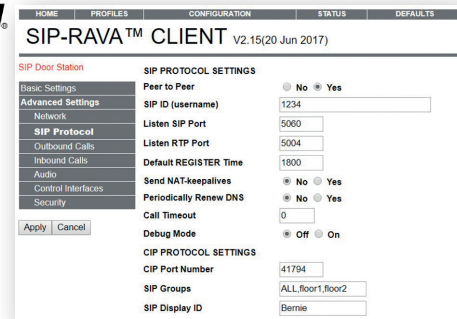 HOME PROFILES CONFIGURATION STATUS DEFAULTS
SIP-RAVA™ CLIENT V2.15(20 Jun 2017)
SIP Door Station
Basic Settings
Advanced Settings
Network
SIP Protocol
Outbound Calls
Inbound Calls
Audio
Control Interfaces
Security
Apply Cancel
SIP PROTOCOL SETTINGS
Peer to Peer No Yes
SIP ID (username) 1234
Listen SIP Port 5060
Listen RTP Port 5004
Default REGISTER Time 1800
Send NAT-keepalives No Yes
Periodically Renew DNS No Yes
Call Timeout 0
Debug Mode Off On
CIP PROTOCOL SETTINGS
CIP Port Number 41794
SIP Groups ALL,floor1,floor2
SIP Display ID Bernie